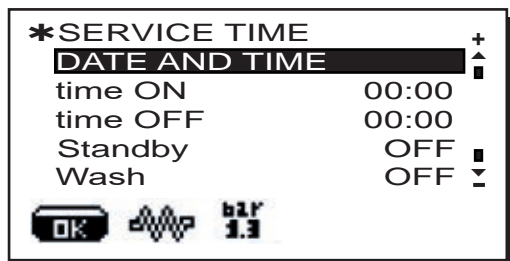 *SERVICE TIME
+
DATE AND TIME
time ON 00:00
time OFF 00:00
Standby OFF
Wash OFF
-
OK
bir
1.3